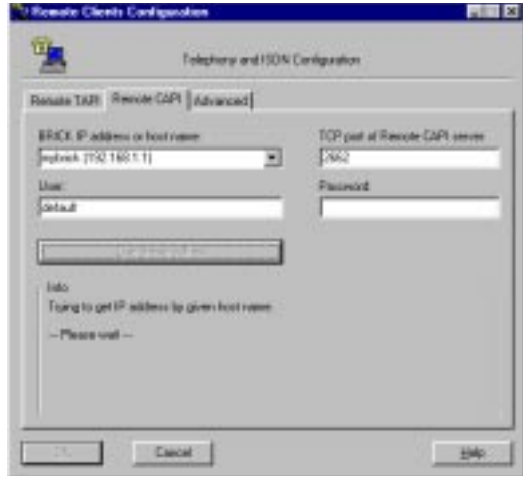 Remote Clients Configuration
Telephony and ISDN Configuration
Remote TAPI
Remote CAPI
Advanced
BRICK IP address or host name
TCP port of Remote CAPI server
mybrick (192.168.1.1)
2662
User:
Password:
default
Info
Trying to get IP address by given host name
-- Please wait --
Cancel
Help